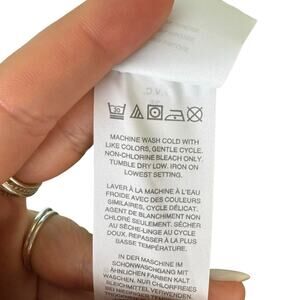 30
MACHINE WASH COLD WITH
LIKE COLORS, GENTLE CYCLE.
NON-CHLORINE BLEACH ONLY.
TUMBLE DRY LOW. IRON ON
LOWEST SETTING.
LAVER À LA MACHINE À L'EAU
FROIDE AVEC DES COULEURS
SIMILAIRES, CYCLE DÉLICAT.
AGENT DE BLANCHIMENT NON
CHLORÉ SEULEMENT. SÉCHER
AU SÈCHE-LINGE AU CYCLE
DOUX. REPASSER À LA PLUS
BASSE TEMPÉRATURE.
IN DER MASCHINE IM
SCHONWASCHGANG MIT
ÄHNLICHEN FARBEN KALT
WASCHEN. NUR CHLORFREIES
BLEICHMITTEL VERWENDEN.